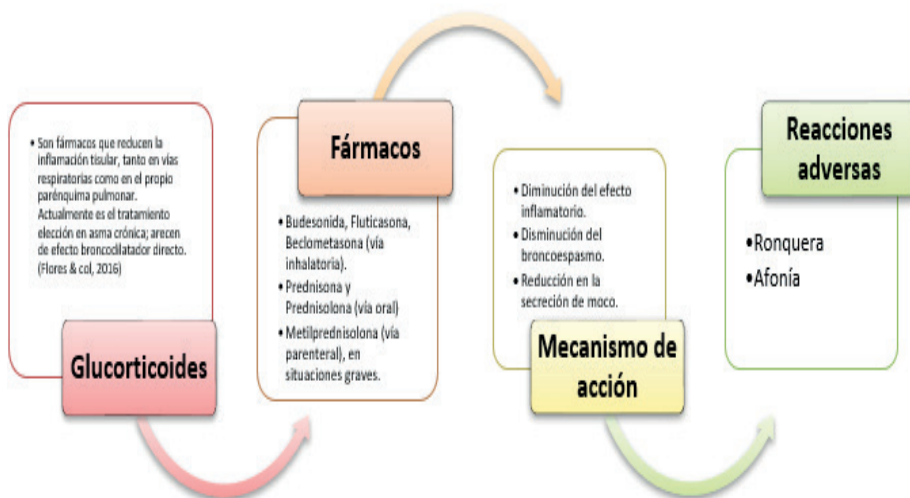 • Son fármacos que reducen la
inflamación tisular, tanto en vías
respiratorias como en el propio
parénquima pulmonar.
Actualmente es el tratamiento
elección en asma crónica; arecen
de efecto broncodilatador directo.
(Flores & col, 2016)
Glucorticoides
Fármacos
• Budesonida, Fluticasona,
Beclometasona (vía
inhalatoria).
• Prednisona y
Prednisolona (vía oral)
• Metilprednisolona (vía
parenteral), en
situaciones graves.
• Diminución del efecto
inflamatorio.
• Disminución del
broncoespasmo.
• Reducción en la
secreción de moco.
Mecanismo de
acción
Reacciones
adversas
•Ronquera
•Afonía